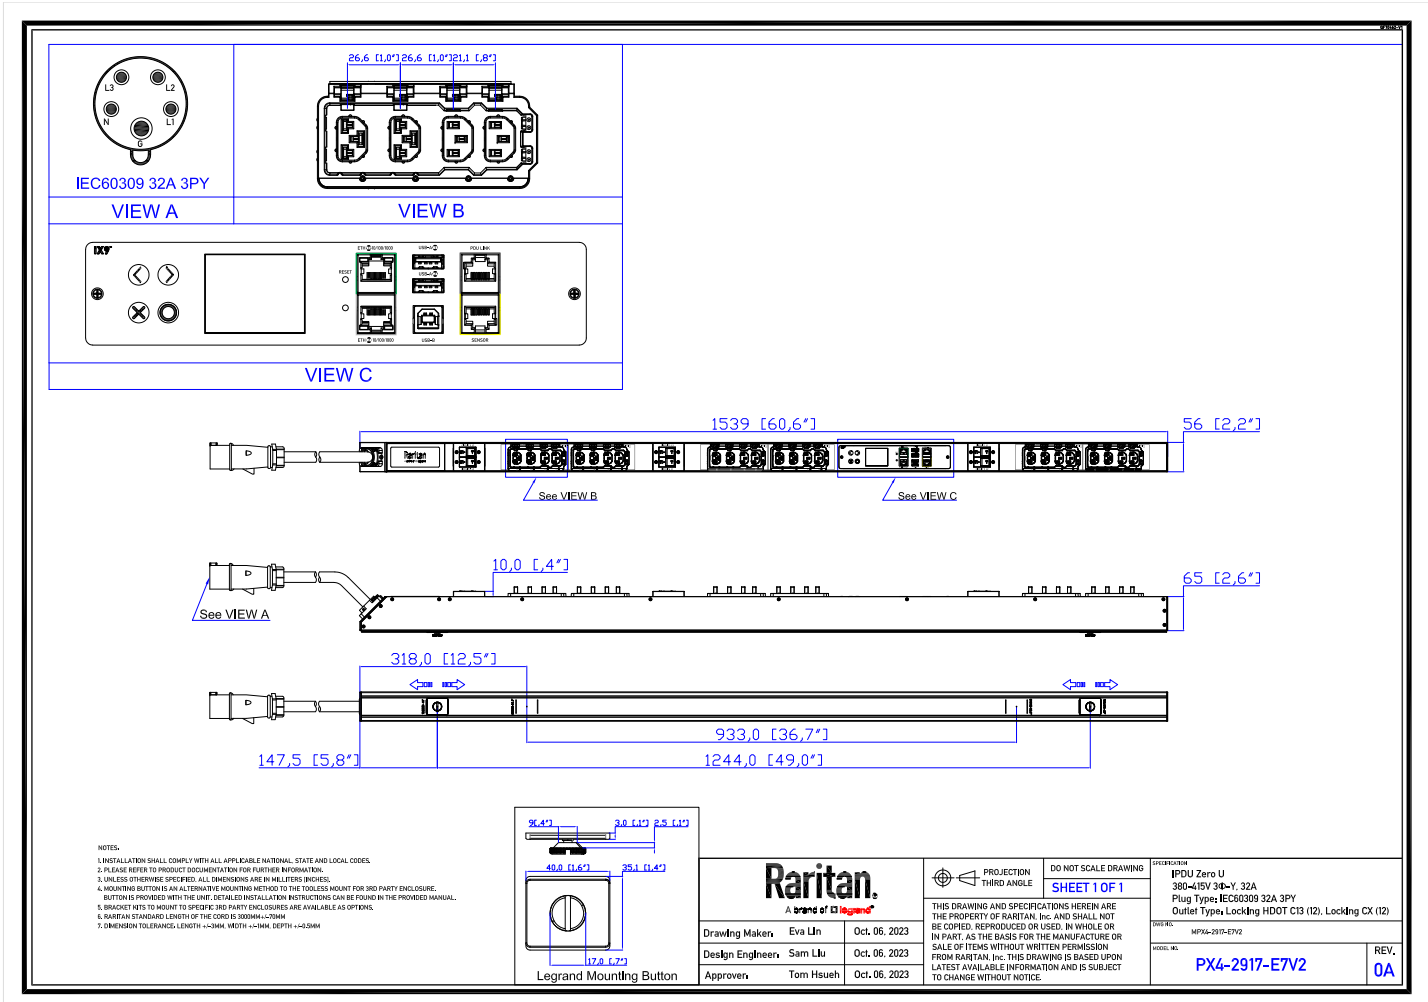 26,6 [1,0"]
26,6 [1,0"]
21,1 [,8"]
L3
L2
N
L1
G
IEC60309 32A 3PY
VIEW A
VIEW B
iX9™
RESET
ETH 10/100/1000
USB-A
PDU LINK
USB-A
ETH 10/100/1000
USB-B
SENSOR
VIEW C
1539 [60,6"]
56 [2,2"]
Raritan
See VIEW B
See VIEW C
10,0 [,4"]
65 [2,6"]
See VIEW A
318,0 [12,5"]
933,0 [36,7"]
147,5 [5,8"]
1244,0 [49,0"]
9[,4"]
3,0 [,1"]
2,5 [,1"]
40,0 [1,6"]
35,1 [1,4"]
17,0 [,7"]
Legrand Mounting Button
NOTES:
1. INSTALLATION SHALL COMPLY WITH ALL APPLICABLE NATIONAL, STATE AND LOCAL CODES.
2. PLEASE REFER TO PRODUCT DOCUMENTATION FOR FURTHER INFORMATION.
3. UNLESS OTHERWISE SPECIFIED, ALL DIMENSIONS ARE IN MILLITERS [INCHES].
4. MOUNTING BUTTON IS AN ALTERNATIVE MOUNTING METHOD TO THE TOOLESS MOUNT FOR 3RD PARTY ENCLOSURE.
BUTTON IS PROVIDED WITH THE UNIT. DETAILED INSTALLATION INSTRUCTIONS CAN BE FOUND IN THE PROVIDED MANUAL.
5. BRACKET KITS TO MOUNT TO SPECIFIC 3RD PARTY ENCLOSURES ARE AVAILABLE AS OPTIONS.
6. RARITAN STANDARD LENGTH OF THE CORD IS 3000MM+/-70MM
7. DIMENSION TOLERANCE: LENGTH +/-3MM, WIDTH +/-1MM, DEPTH +/-0.5MM
Raritan.
A brand of legrand®
Drawing Maker: Eva Lin Oct. 06, 2023
Design Engineer: Sam Liu Oct. 06, 2023
Approver: Tom Hsueh Oct. 06, 2023
PROJECTION
THIRD ANGLE
DO NOT SCALE DRAWING
SHEET 1 OF 1
THIS DRAWING AND SPECIFICATIONS HEREIN ARE
THE PROPERTY OF RARITAN, Inc. AND SHALL NOT
BE COPIED, REPRODUCED OR USED, IN WHOLE OR
IN PART, AS THE BASIS FOR THE MANUFACTURE OR
SALE OF ITEMS WITHOUT WRITTEN PERMISSION
FROM RARITAN, Inc. THIS DRAWING IS BASED UPON
LATEST AVAILABLE INFORMATION AND IS SUBJECT
TO CHANGE WITHOUT NOTICE.
SPECIFICATION
iPDU Zero U
380-415V 3Φ-Y, 32A
Plug Type: IEC60309 32A 3PY
Outlet Type: Locking HDOT C13 (12), Locking CX (12)
DWG NO.
MPX4-2917-E7V2
MODEL NO.
PX4-2917-E7V2
REV.
0A